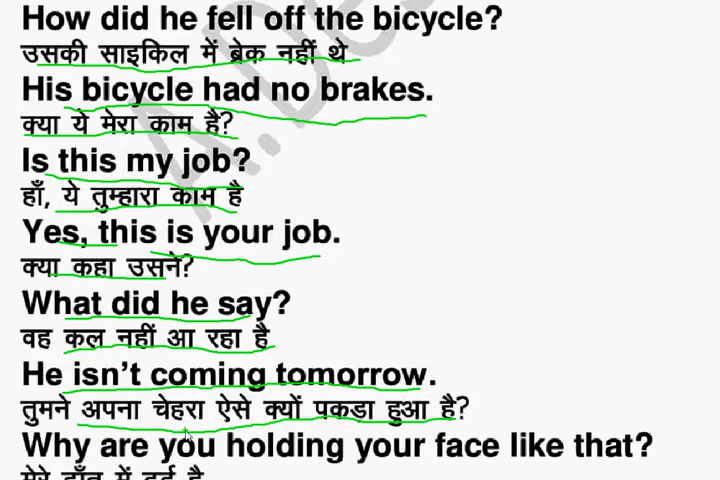 How did he fell off the bicycle?
उसकी साइकिल में ब्रेक नहीं थे
His bicycle had no brakes.
क्या ये मेरा काम है?
Is this my job?
हाँ, ये तुम्हारा काम है
Yes, this is your job.
क्या कहा उसने?
What did he say?
वह कल नहीं आ रहा है
He isn't coming tomorrow.
तुमने अपना चेहरा ऐसे क्यों पकडा हुआ है?
Why are you holding your face like that?
मेरे दाँत में दर्द है